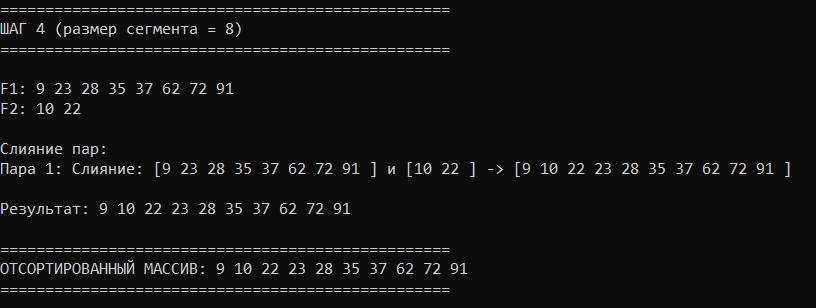 ==================================================
ШАГ 4 (размер сегмента = 8)
==================================================
F1: 9 23 28 35 37 62 72 91
F2: 10 22
Слияние пар:
Пара 1: Слияние: [9 23 28 35 37 62 72 91 ] и [10 22 ] -> [9 10 22 23 28 35 37 62 72 91 ]
Результат: 9 10 22 23 28 35 37 62 72 91
==================================================
ОТСОРТИРОВАННЫЙ МАССИВ: 9 10 22 23 28 35 37 62 72 91
==================================================